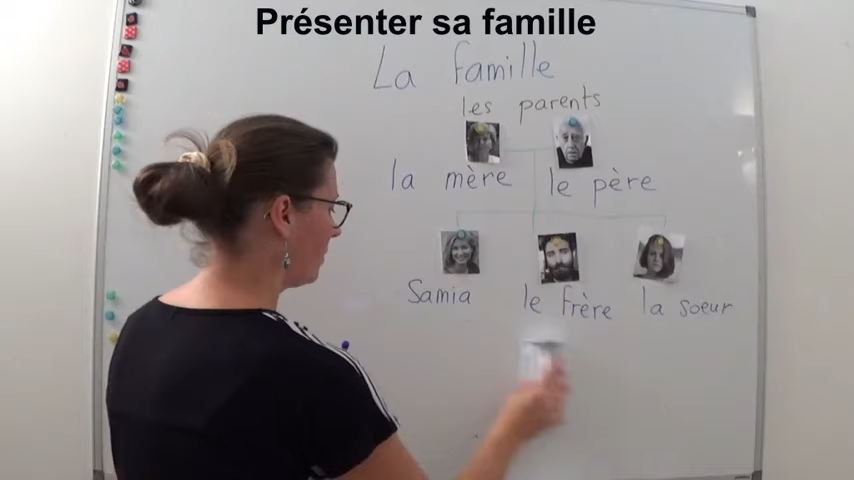 Présenter sa famille
La famille
les parents
la mère le père
Samia le frère la soeur